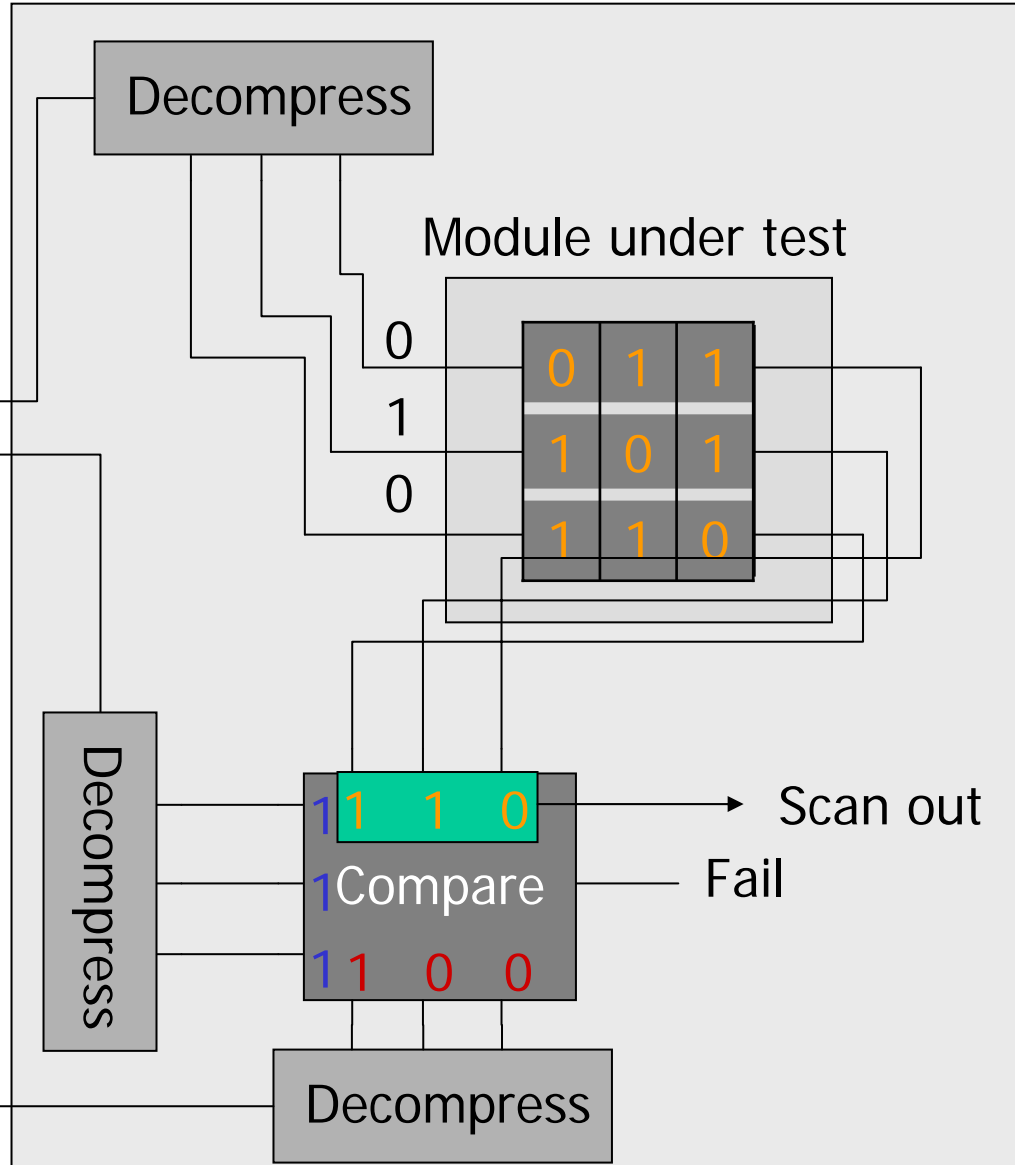 Decompress
Module under test
0
0 1 1
1
1 0 1
0
1 1 0
Decompress
1 1 1 0
Scan out
1 Compare
Fail
1 1 0 0
Decompress